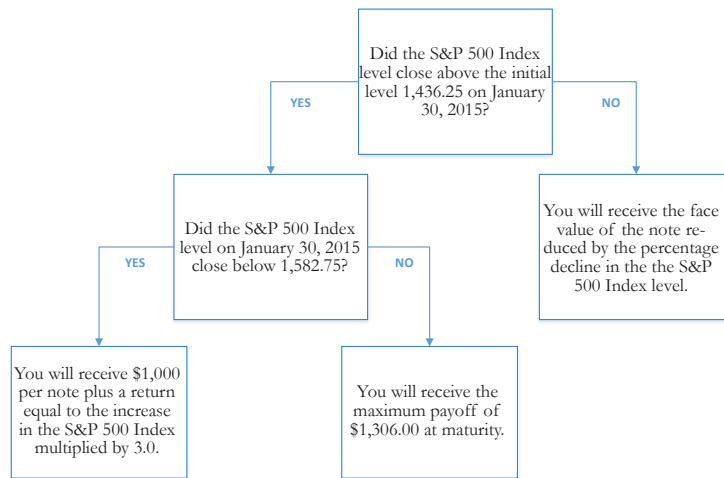 Did the S&P 500 Index
level close above the initial
level 1,436.25 on January
30, 2015?
YES
NO
Did the S&P 500 Index
level on January 30, 2015
close below 1,582.75?
You will receive the face
value of the note re-
duced by the percentage
decline in the the S&P
500 Index level.
YES
NO
You will receive $1,000
per note plus a return
equal to the increase
in the S&P 500 Index
multiplied by 3.0.
You will receive the
maximum payoff of
$1,306.00 at maturity.